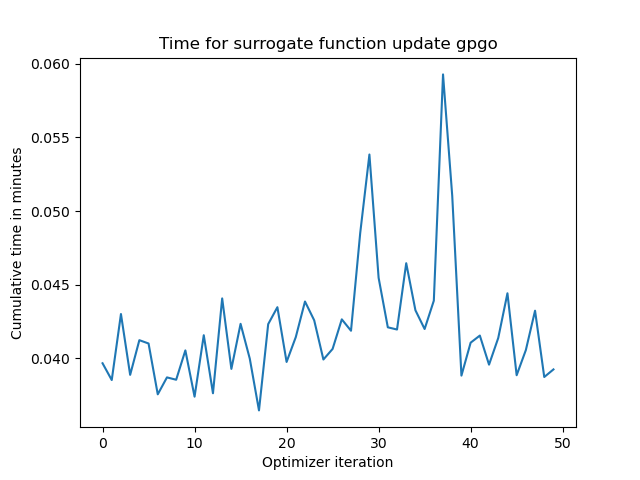 Time for surrogate function update gpgo
0.060
0.055
0.050
0.045
0.040
Cumulative time in minutes
0 10 20 30 40 50
Optimizer iteration